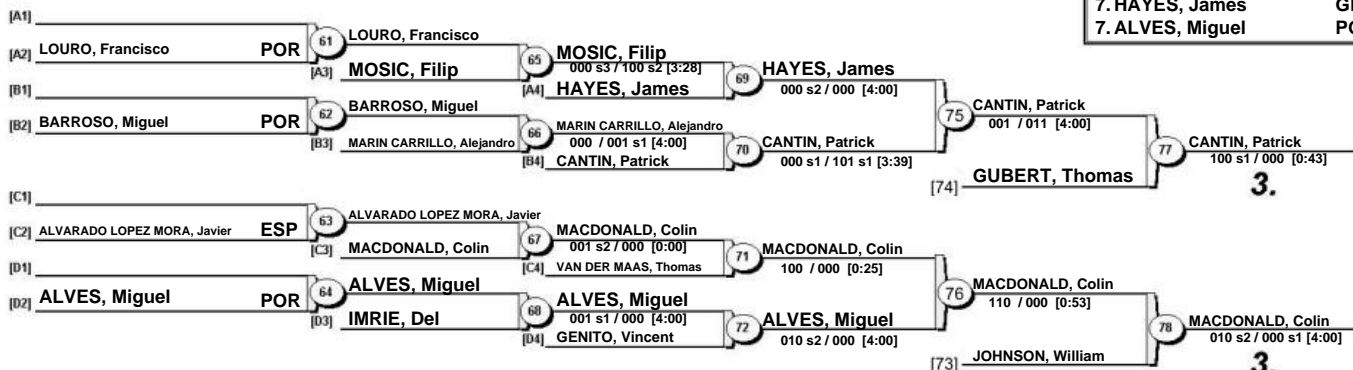 7. HAYES, James
7. ALVES, Miguel
[A1]
[A2] LOURO, Francisco POR 61 LOURO, Francisco
[A3] MOSIC, Filip 65 MOSIC, Filip
000 s3 / 100 s2 [3:28]
[A4] HAYES, James 69 HAYES, James
000 s2 / 000 [4:00]
[B1]
[B2] BARROSO, Miguel POR 62 BARROSO, Miguel
[B3] MARIN CARRILLO, Alejandro 66 MARIN CARRILLO, Alejandro
000 / 001 s1 [4:00]
[B4] CANTIN, Patrick 70 CANTIN, Patrick
000 s1 / 101 s1 [3:39]
75 CANTIN, Patrick
001 / 011 [4:00]
[74] GUBERT, Thomas 77 CANTIN, Patrick
100 s1 / 000 [0:43]
3.
[C1]
[C2] ALVARADO LOPEZ MORA, Javier ESP 63 ALVARADO LOPEZ MORA, Javier
[C3] MACDONALD, Colin 67 MACDONALD, Colin
001 s2 / 000 [0:00]
[C4] VAN DER MAAS, Thomas 71 MACDONALD, Colin
100 / 000 [0:25]
[D1]
[D2] ALVES, Miguel POR 64 ALVES, Miguel
[D3] IMRIE, Del 68 ALVES, Miguel
001 s1 / 000 [4:00]
[D4] GENITO, Vincent 72 ALVES, Miguel
010 s2 / 000 [4:00]
76 MACDONALD, Colin
110 / 000 [0:53]
[73] JOHNSON, William 78 MACDONALD, Colin
010 s2 / 000 s1 [4:00]
3.